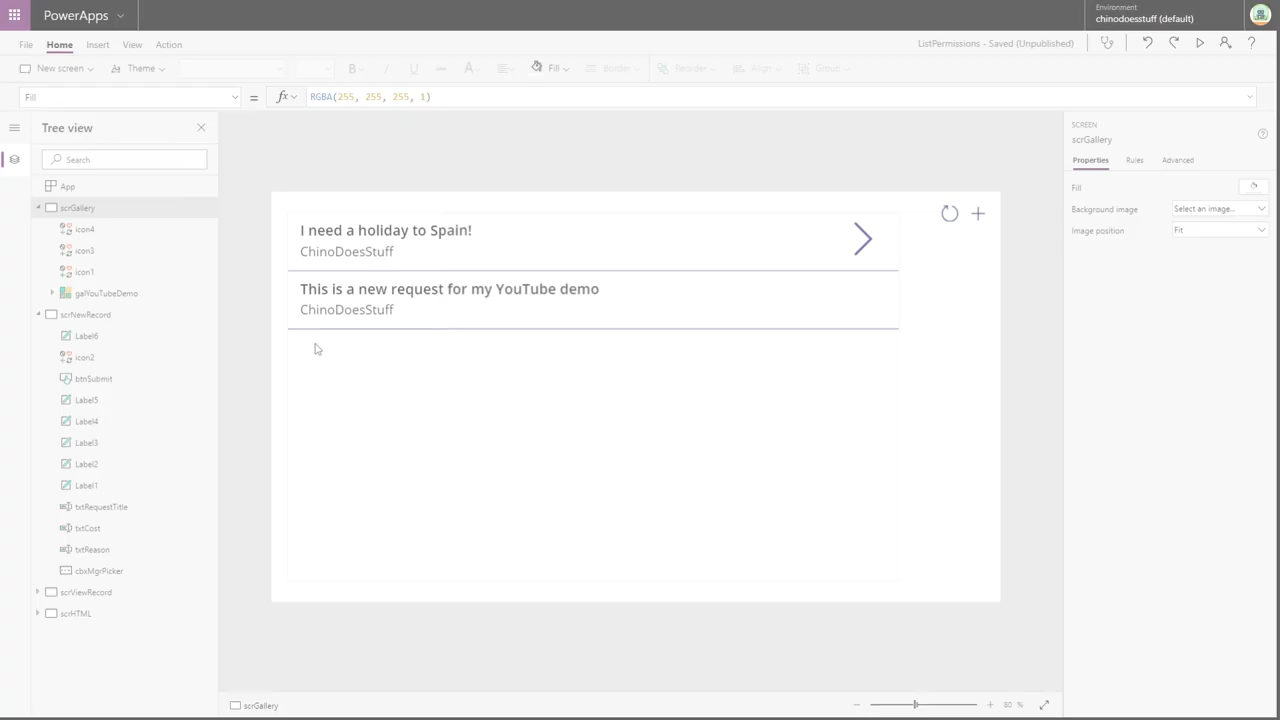 PowerApps
Environment
chinodoesstuff (default)
File Home Insert View Action
ListPermissions - Saved (Unpublished)
New screen Theme B / U abc A Fill Border Reorder Align Group
Fill = fx RGBA(255, 255, 255, 1)
Tree view
Search
App
scrGallery
icon4
icon3
icon1
galYouTubeDemo
scrNewRecord
Label6
icon2
btnSubmit
Label5
Label4
Label3
Label2
Label1
txtRequestTitle
txtCost
txtReason
cbxMgrPicker
scrViewRecord
scrHTML
I need a holiday to Spain!
ChinoDoesStuff
This is a new request for my YouTube demo
ChinoDoesStuff
SCREEN
scrGallery
Properties Rules Advanced
Fill
Background image Select an image...
Image position Fit
scrGallery
80 %